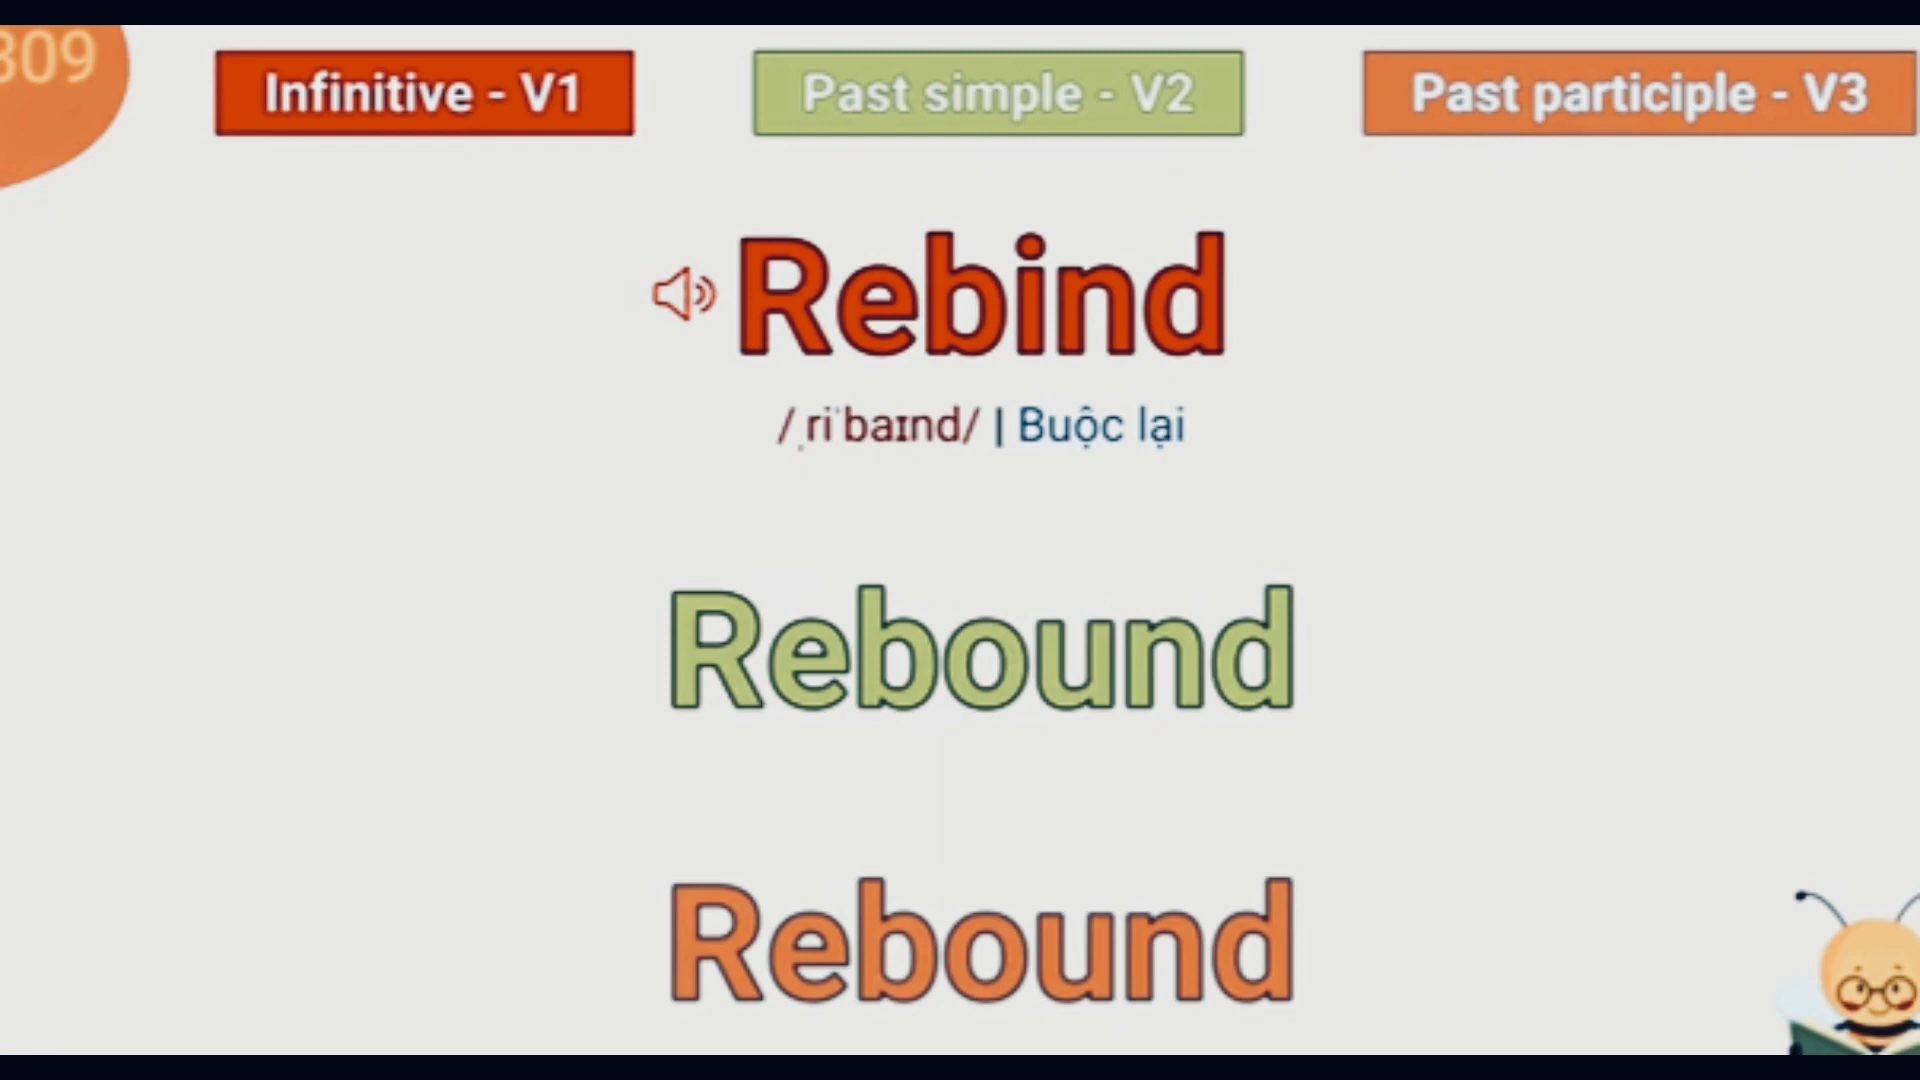 309
Infinitive - V1
Past simple - V2
Past participle - V3
Rebind
/ˌriˈbaɪnd/ | Buộc lại
Rebound
Rebound